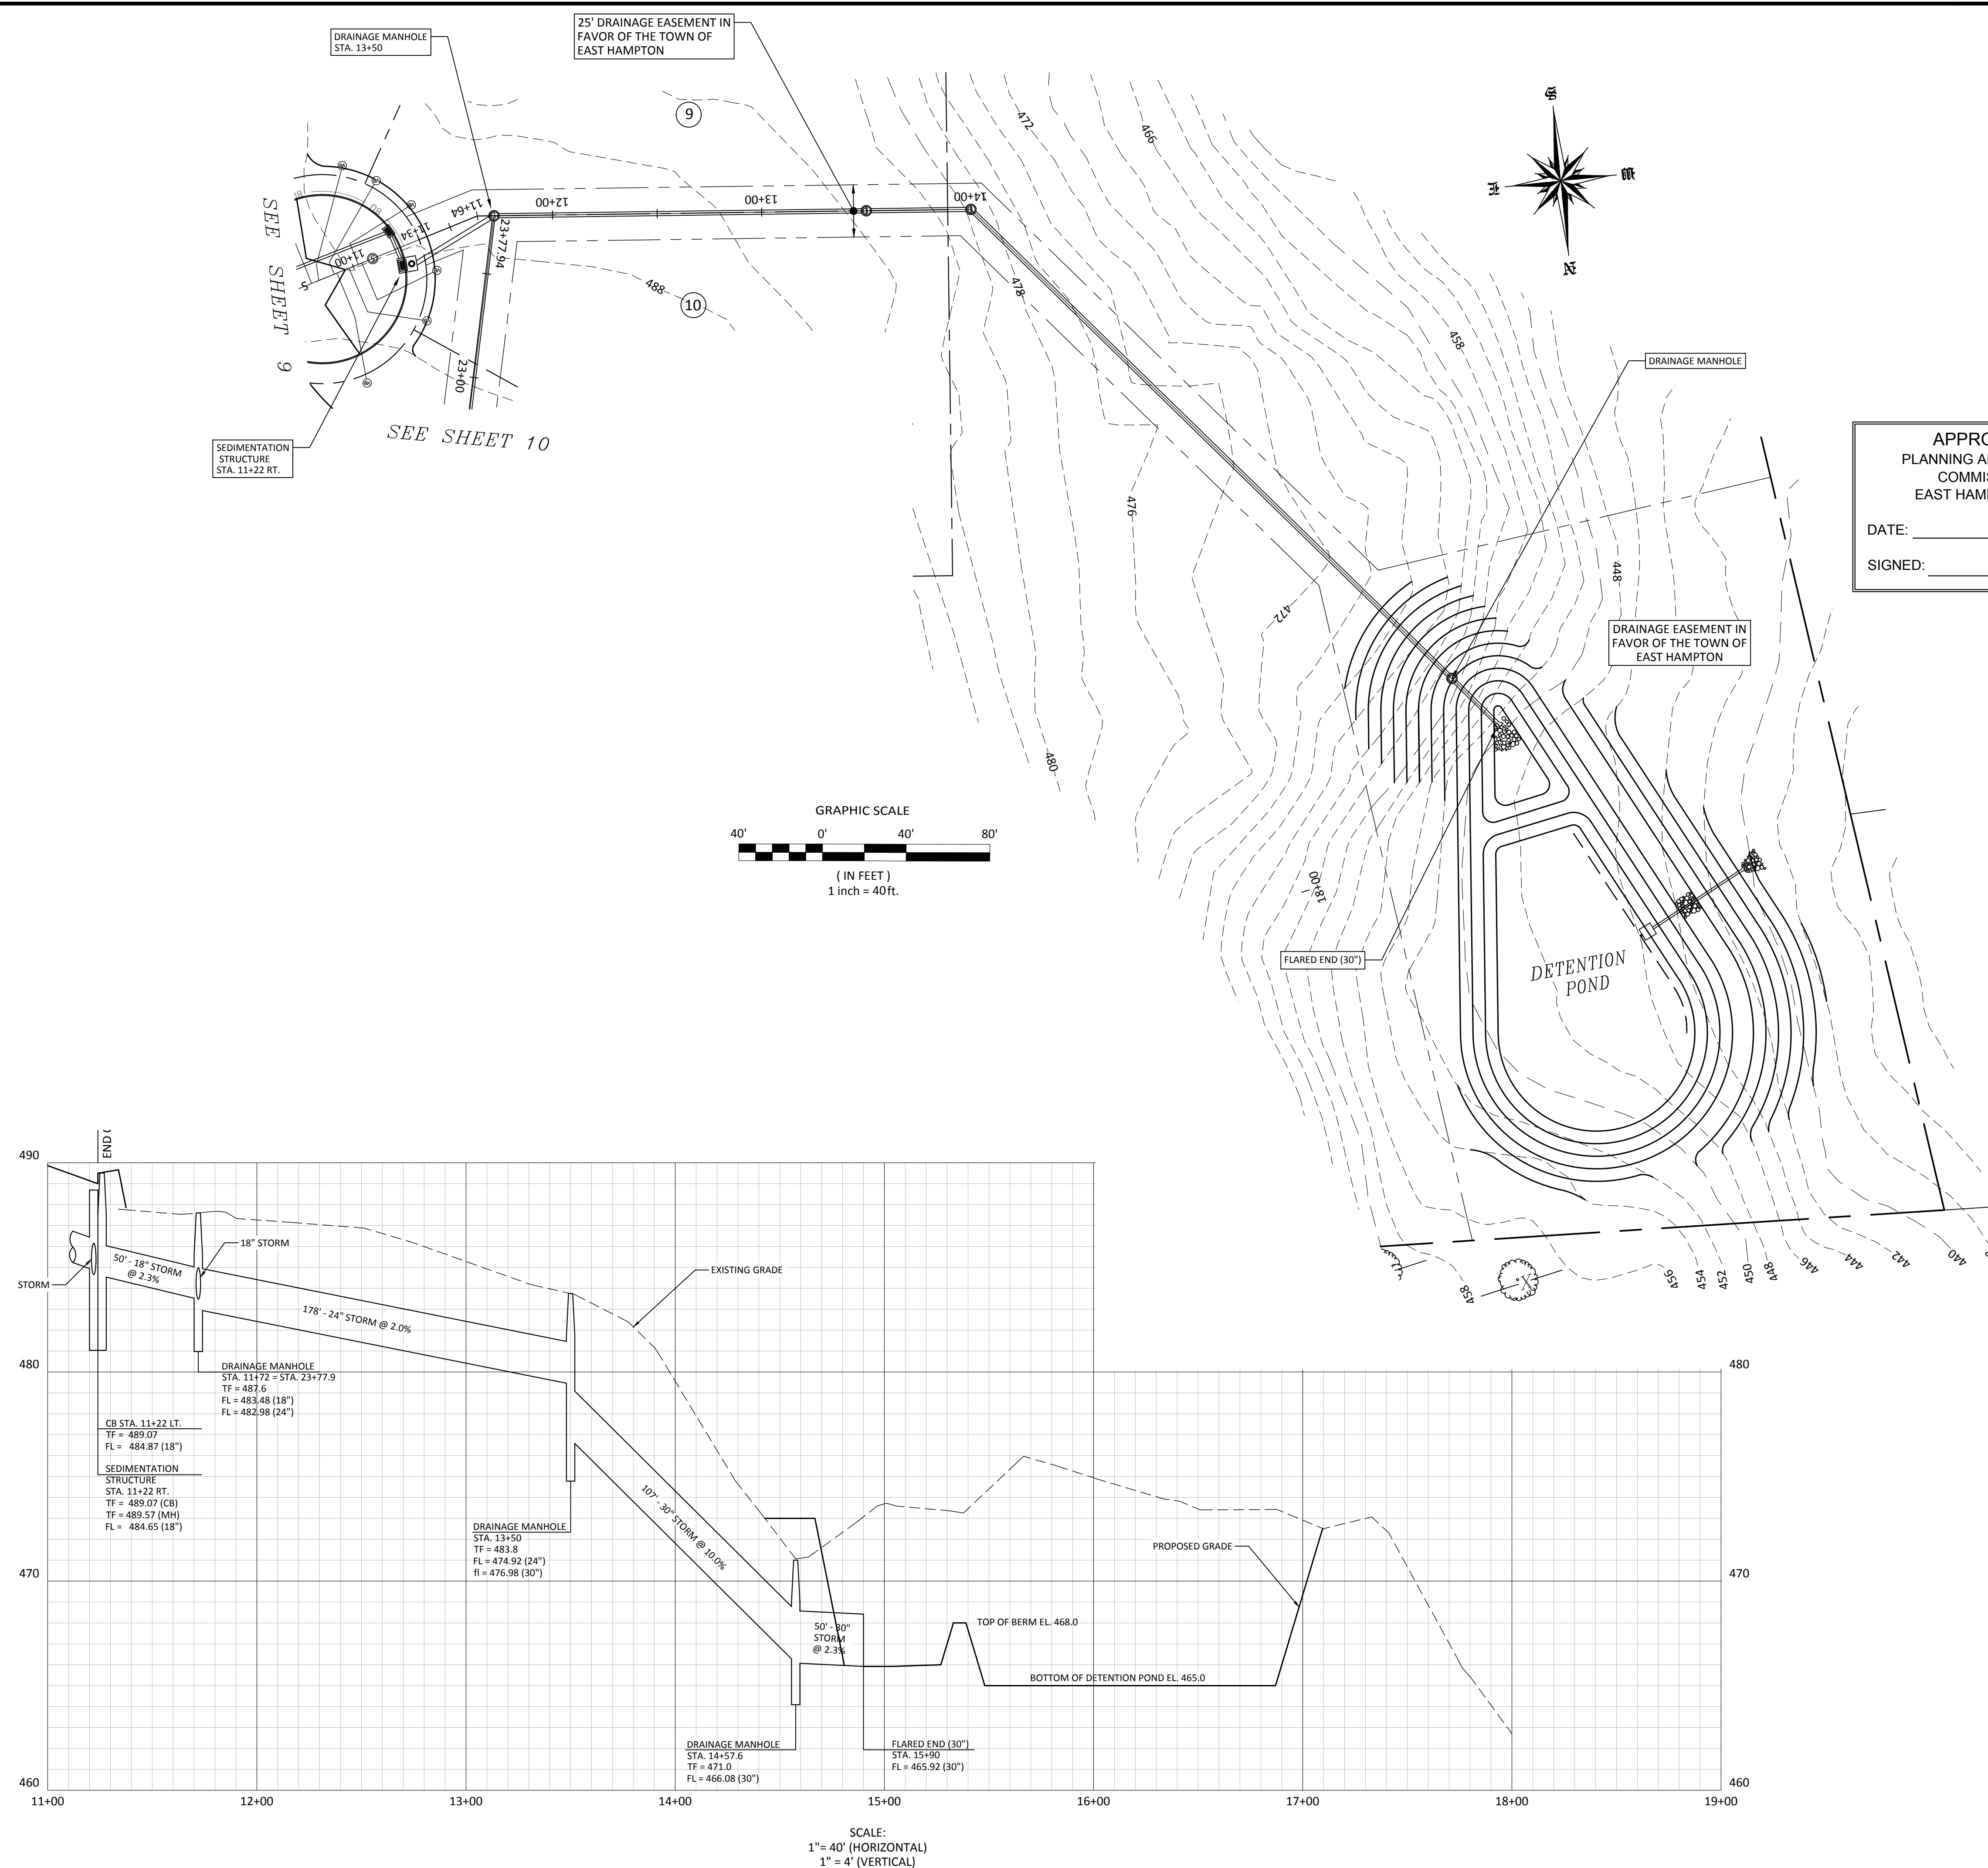 DRAINAGE MANHOLE
STA. 13+50
25' DRAINAGE EASEMENT IN
FAVOR OF THE TOWN OF
EAST HAMPTON
9
10
SEE SHEET 9
SEE SHEET 10
SEDIMENTATION
STRUCTURE
STA. 11+22 RT.
11+00
11+34
11+64
12+00
13+00
14+00
23+77.94
23+00
80
S
488
472
466
478
458
476
472
480
448
18+00
DRAINAGE MANHOLE
APPRO
PLANNING A
COMMIS
EAST HAM
DATE:
SIGNED:
DRAINAGE EASEMENT IN
FAVOR OF THE TOWN OF
EAST HAMPTON
FLARED END (30")
DETENTION
POND
458
456
454
452
450
448
446
444
442
440
GRAPHIC SCALE
40'
0'
40'
80'
( IN FEET )
1 inch = 40ft.
490
480
470
460
END (
STORM
50' - 18" STORM
@ 2.3%
18" STORM
178' - 24" STORM @ 2.0%
EXISTING GRADE
DRAINAGE MANHOLE
STA. 11+72 = STA. 23+77.9
TF = 487.6
FL = 483.48 (18")
FL = 482.98 (24")
CB STA. 11+22 LT.
TF = 489.07
FL = 484.87 (18")
SEDIMENTATION
STRUCTURE
STA. 11+22 RT.
TF = 489.07 (CB)
TF = 489.57 (MH)
FL = 484.65 (18")
DRAINAGE MANHOLE
STA. 13+50
TF = 483.8
FL = 474.92 (24")
fl = 476.98 (30")
107' - 30" STORM @ 10.0%
50' - 30"
STORM
@ 2.3%
TOP OF BERM EL. 468.0
BOTTOM OF DETENTION POND EL. 465.0
PROPOSED GRADE
DRAINAGE MANHOLE
STA. 14+57.6
TF = 471.0
FL = 466.08 (30")
FLARED END (30")
STA. 15+90
FL = 465.92 (30")
480
470
460
11+00
12+00
13+00
14+00
15+00
16+00
17+00
18+00
19+00
SCALE:
1"= 40' (HORIZONTAL)
1" = 4' (VERTICAL)